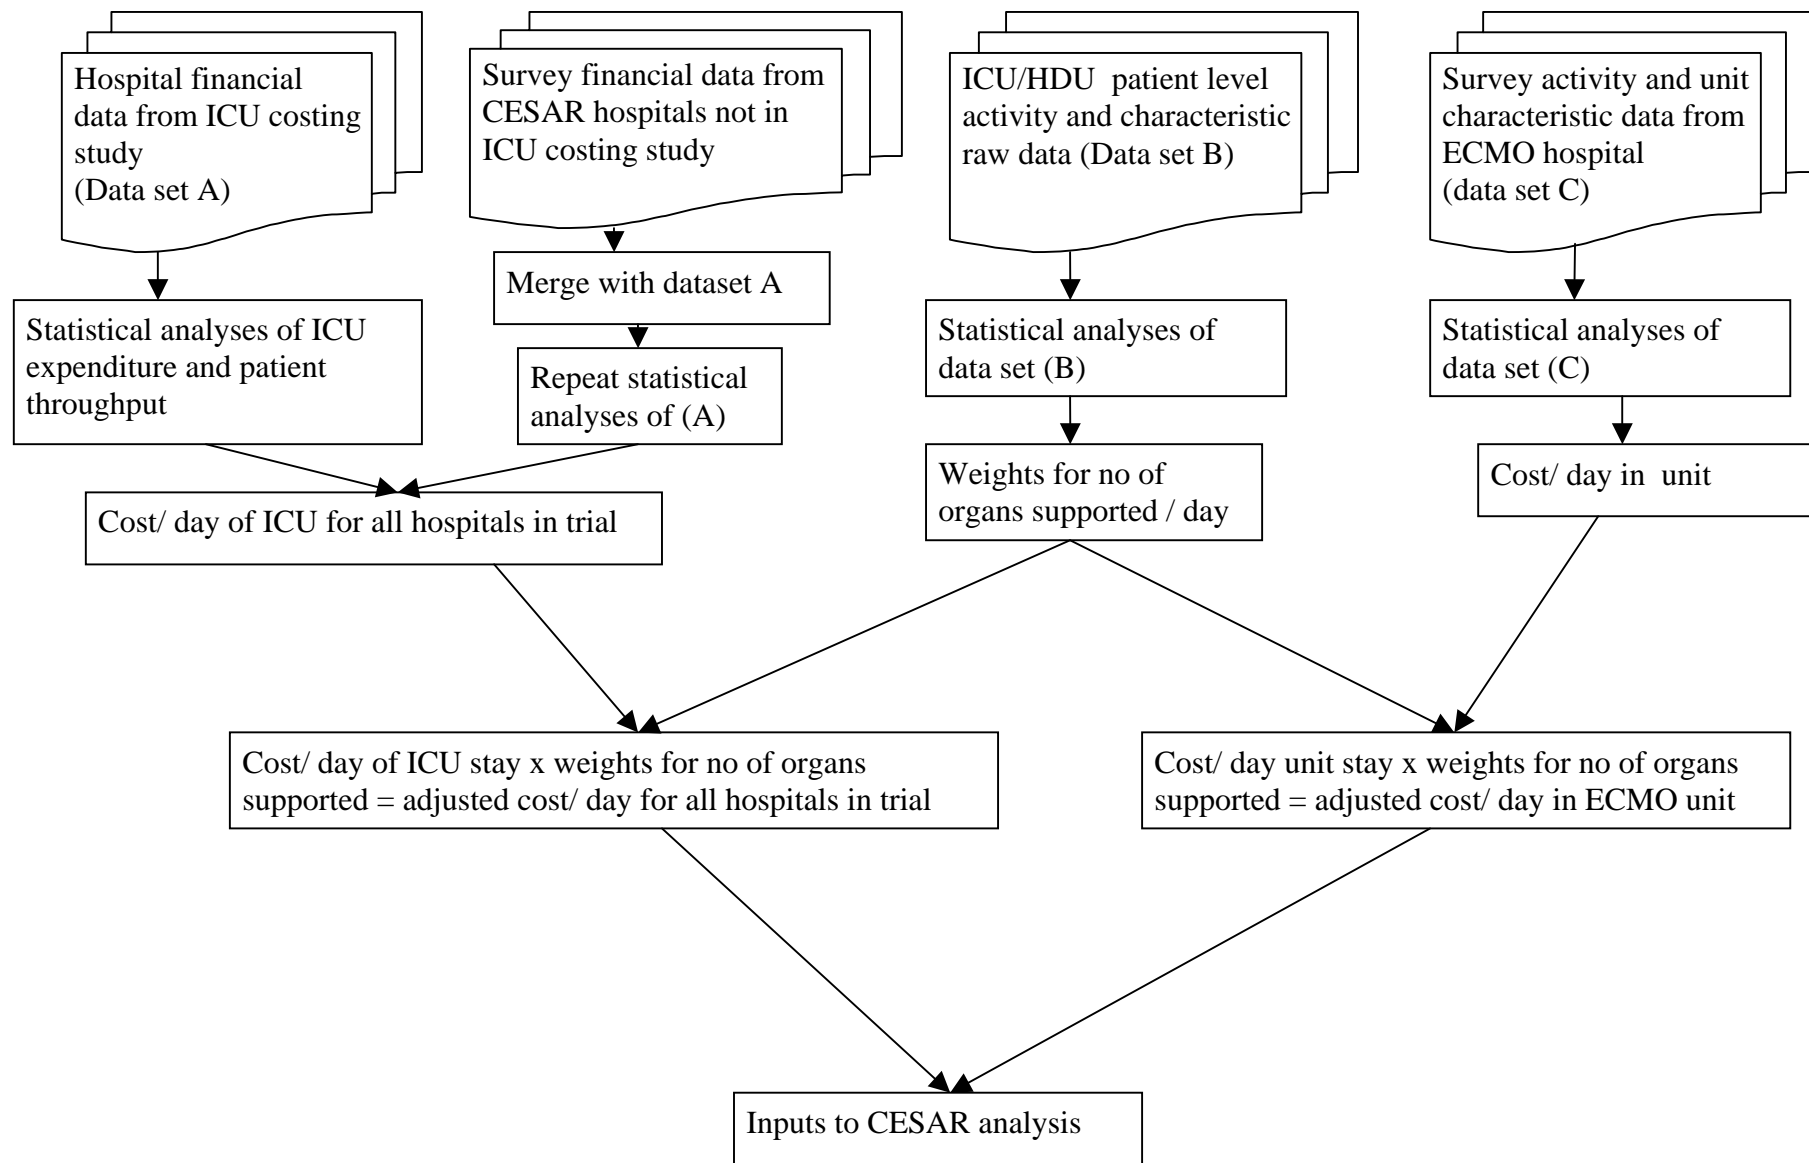 Hospital financial
data from ICU costing
study
(Data set A)
Survey financial data from
CESAR hospitals not in
ICU costing study
ICU/HDU  patient level
activity and characteristic
raw data (Data set B)
Survey activity and unit
characteristic data from
ECMO hospital
(data set C)
Merge with dataset A
Statistical analyses of ICU
expenditure and patient
throughput
Repeat statistical
analyses of (A)
Statistical analyses of
data set (B)
Statistical analyses of
data set (C)
Cost/ day of ICU for all hospitals in trial
Weights for no of
organs supported / day
Cost/ day in  unit
Cost/ day of ICU stay x weights for no of organs
supported = adjusted cost/ day for all hospitals in trial
Cost/ day unit stay x weights for no of organs
supported = adjusted cost/ day in ECMO unit
Inputs to CESAR analysis